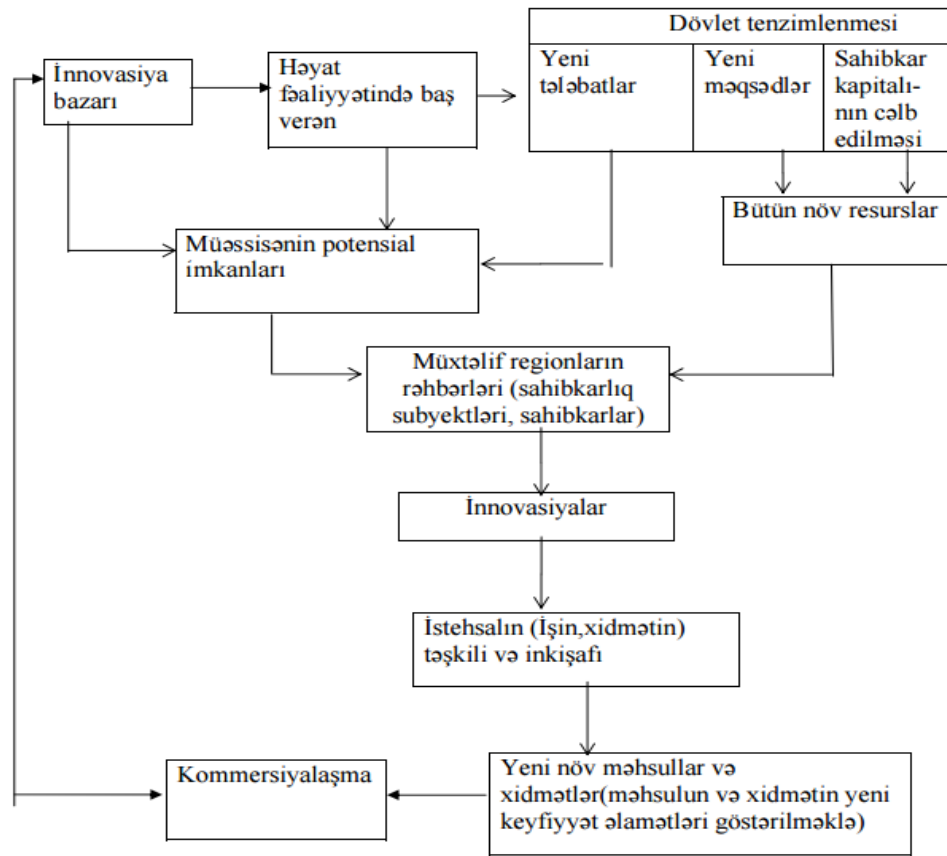 Dövlet tenzimlenmesi
İnnovasiya
bazarı
Həyat
fəaliyyətində baş
verən
Yeni
tələbatlar
Yeni
məqsədlər
Sahibkar
kapitalı-
nın cəlb
edilməsi
Bütün növ resurslar
Müəssisənin potensial
imkanları
Müxtəlif regionların
rəhbərləri (sahibkarlıq
subyektləri, sahibkarlar)
İnnovasiyalar
İstehsalın (İşin,xidmətin)
təşkili və inkişafı
Kommersiyalaşma
Yeni növ məhsullar və
xidmətlər(məhsulun və xidmətin yeni
keyfiyyət əlamətləri göstərilməklə)